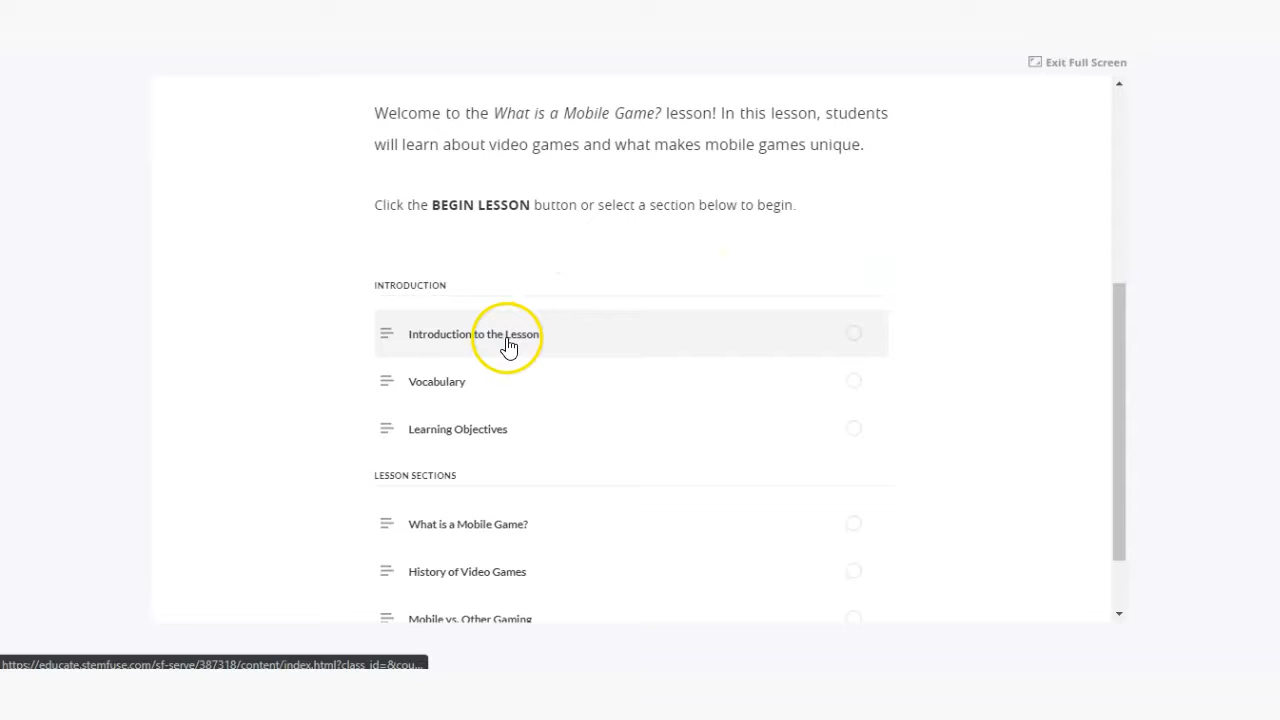 Exit Full Screen
Welcome to the What is a Mobile Game? lesson! In this lesson, students
will learn about video games and what makes mobile games unique.
Click the BEGIN LESSON button or select a section below to begin.
INTRODUCTION
Introduction to the Lesson
Vocabulary
Learning Objectives
LESSON SECTIONS
What is a Mobile Game?
History of Video Games
Mobile vs. Other Gaming
https://educate.stemfuse.com/sf-serve/387318/content/index.html?class_id=&cou...